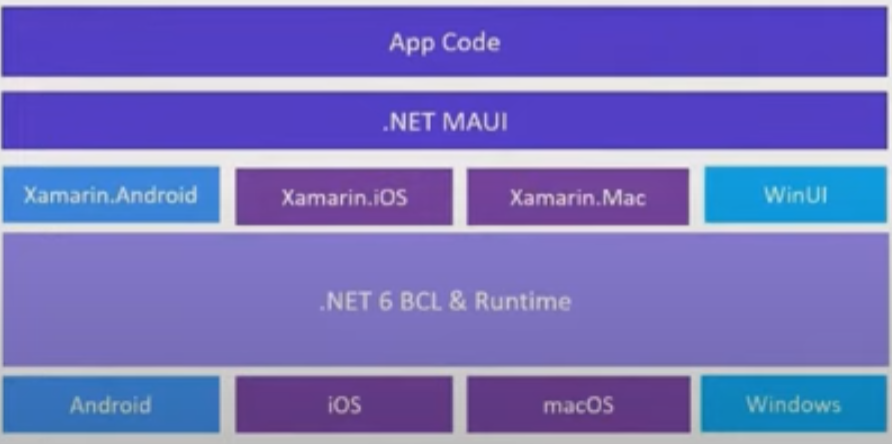 App Code
.NET MAUI
Xamarin.Android
Xamarin.iOS
Xamarin.Mac
WinUI
.NET 6 BCL & Runtime
Android
iOS
macOS
Windows